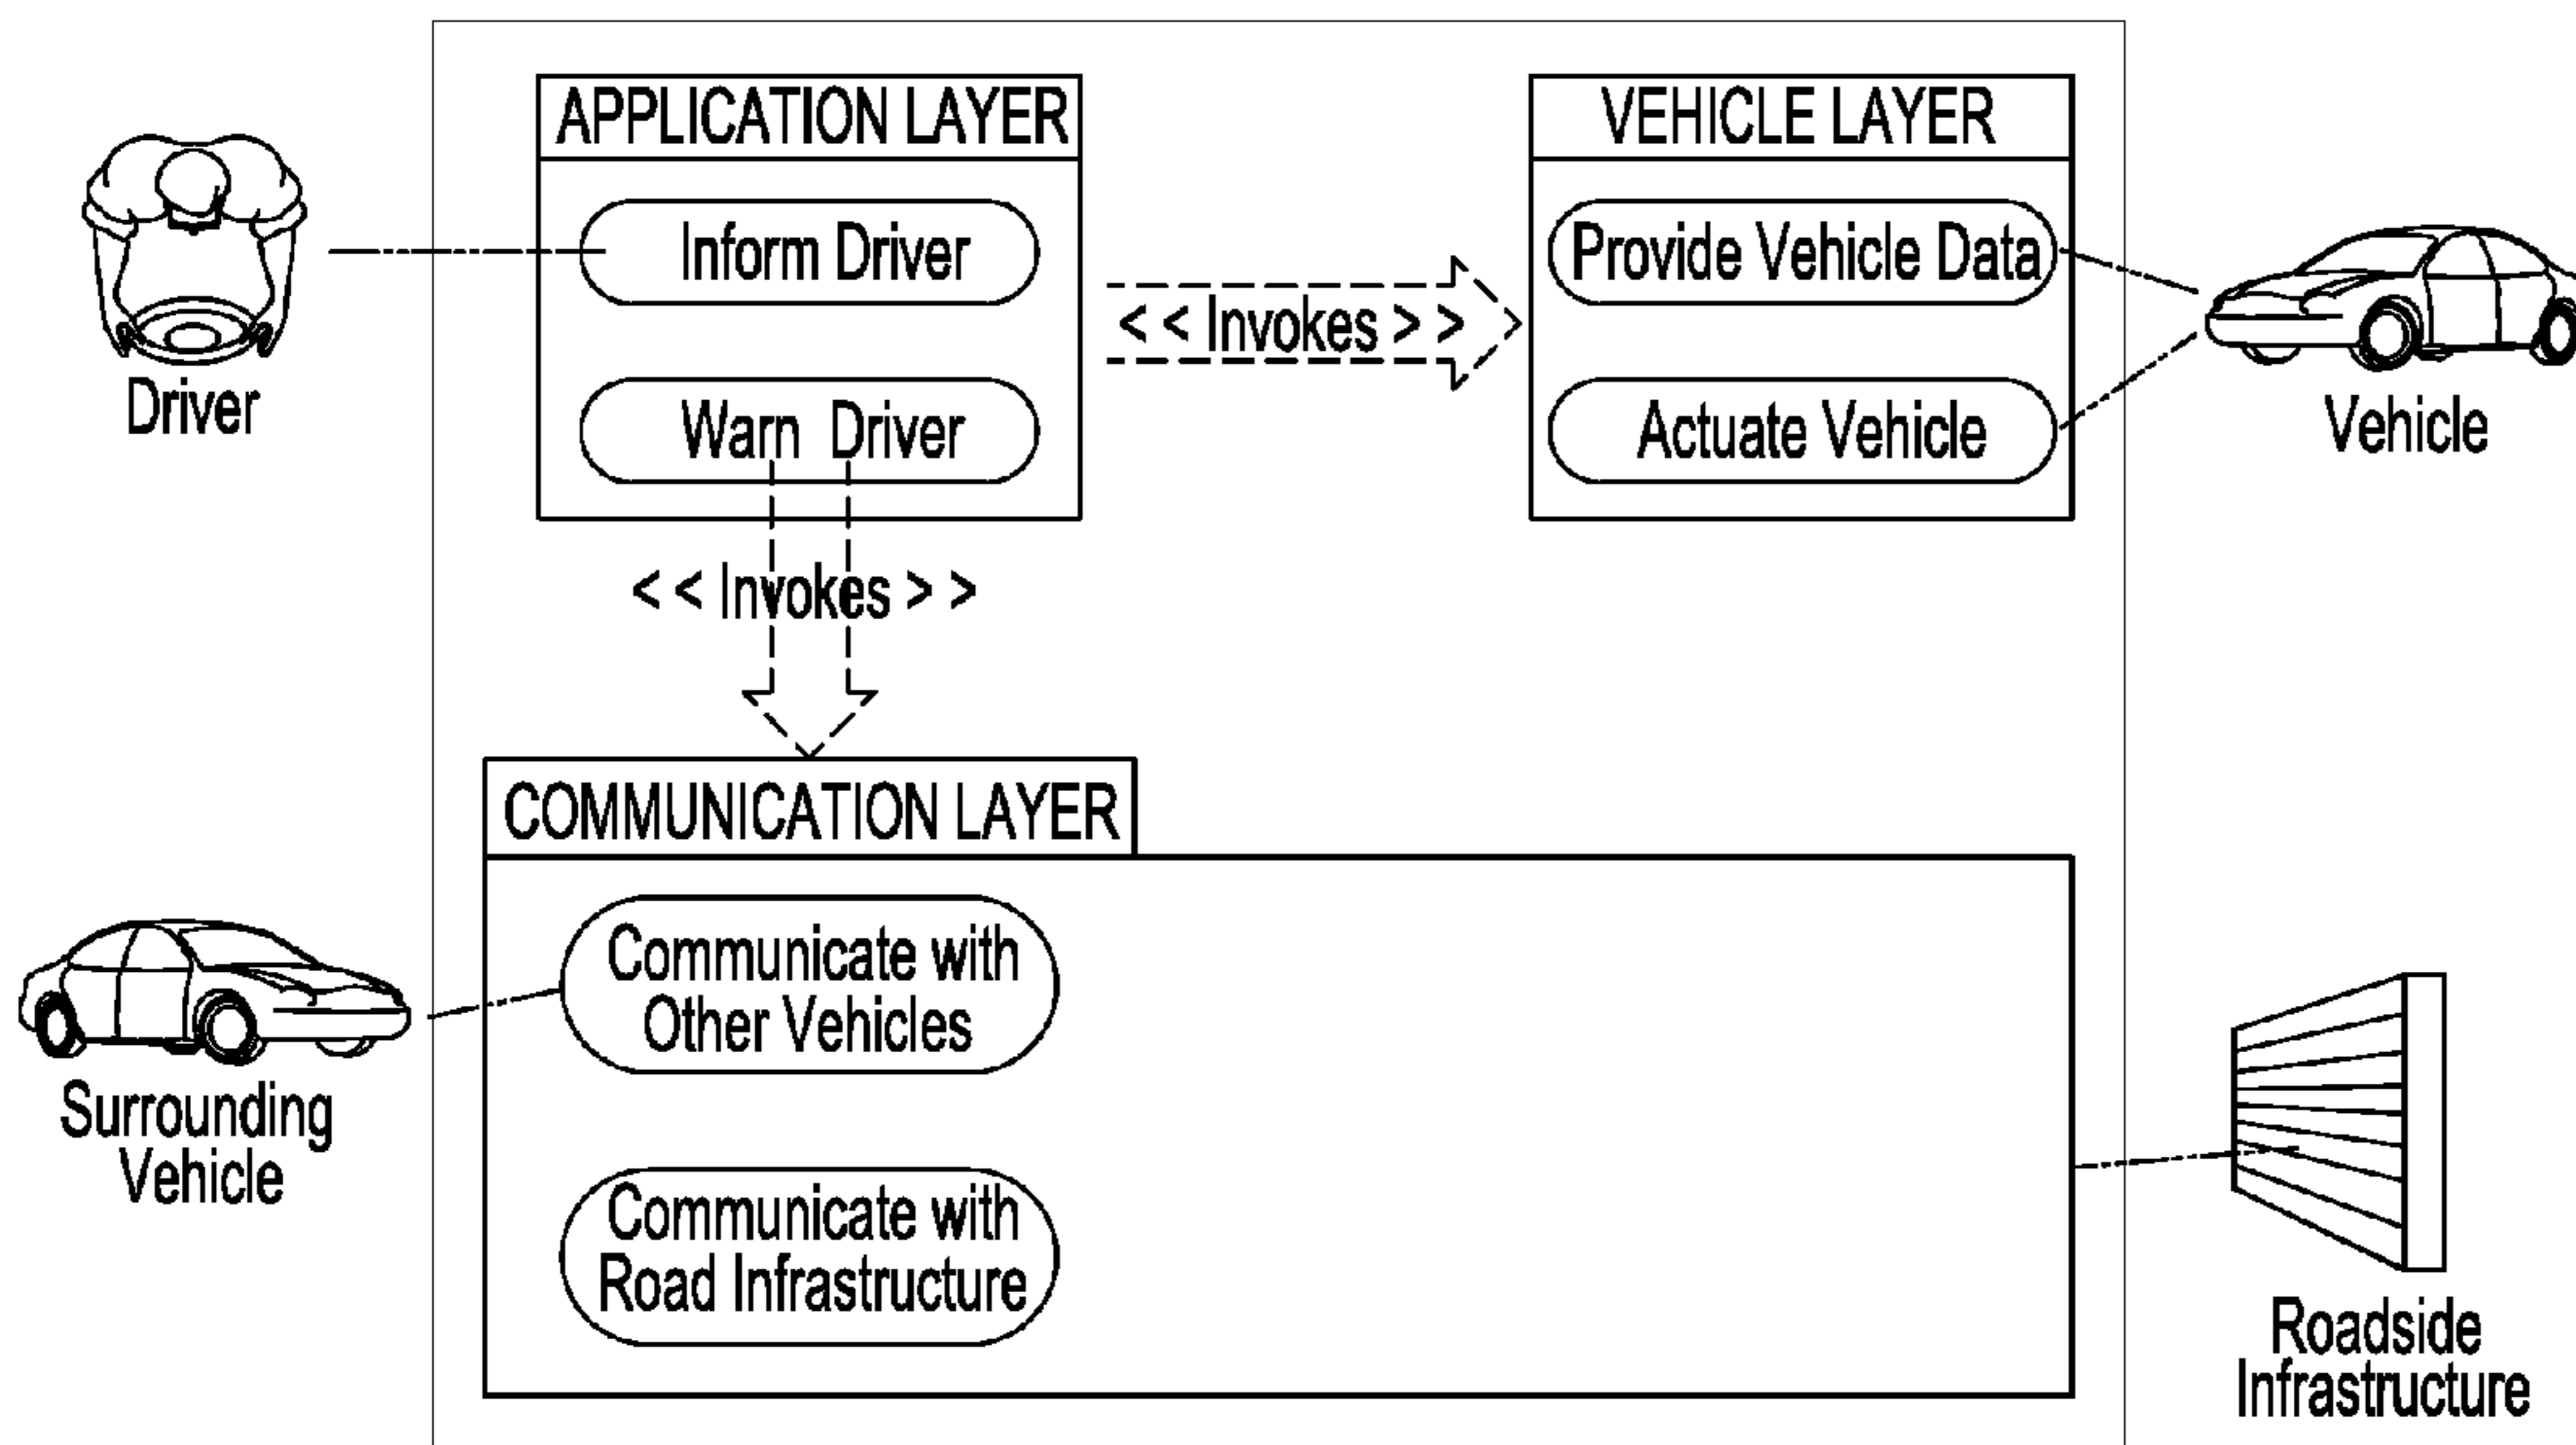 APPLICATION LAYER
VEHICLE LAYER
Inform Driver
Provide Vehicle Data
< < Invokes > >
Driver
Warn Driver
Actuate Vehicle
Vehicle
< < Invokes > >
COMMUNICATION LAYER
Communicate with
Other Vehicles
Surrounding
Vehicle
Communicate with
Road Infrastructure
Roadside
Infrastructure